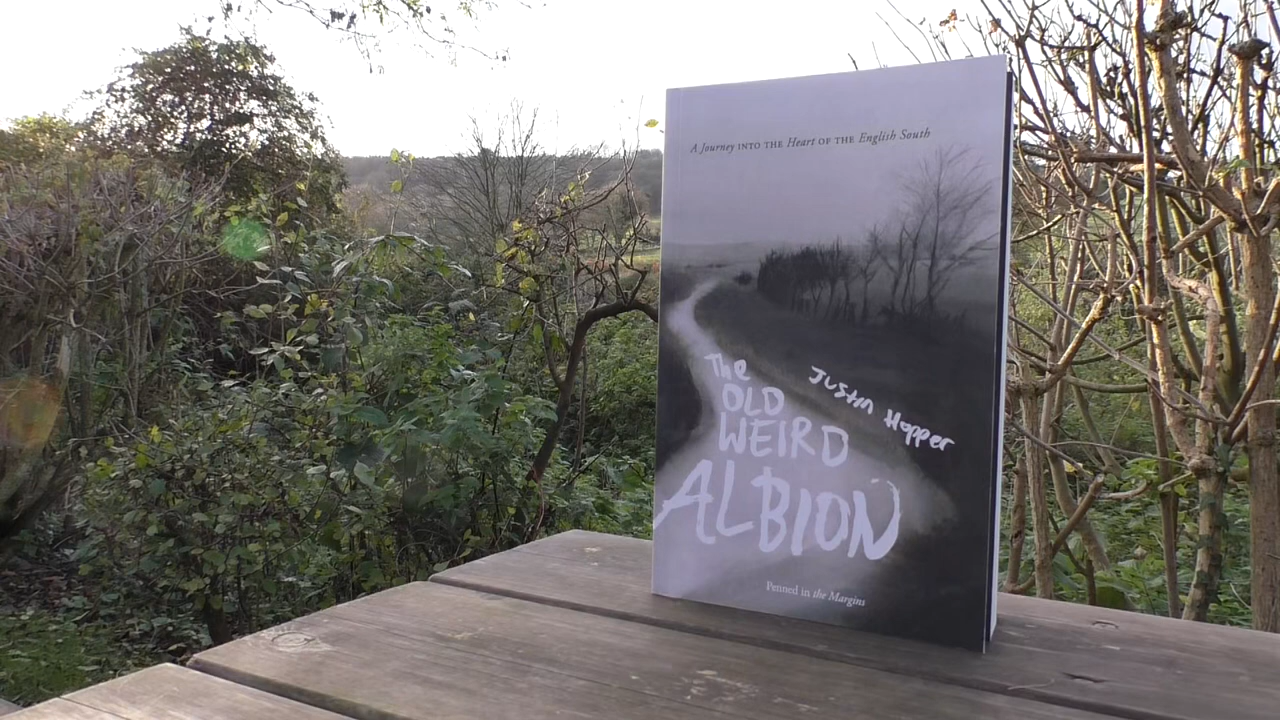 A Journey INTO THE Heart OF THE English South
The
OLD
WEIRD
ALBION
Justin Hopper
Penned in the Margins